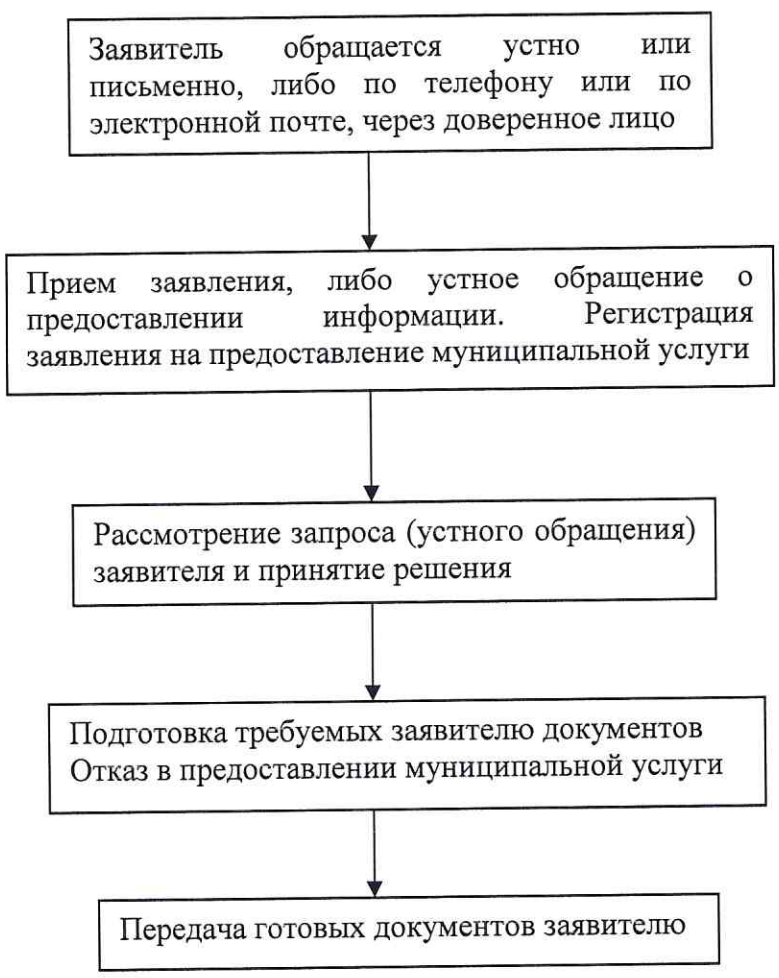 Заявитель обращается устно или
письменно, либо по телефону или по
электронной почте, через доверенное лицо
Прием заявления, либо устное обращение о
предоставлении информации. Регистрация
заявления на предоставление муниципальной услуги
Рассмотрение запроса (устного обращения)
заявителя и принятие решения
Подготовка требуемых заявителю документов
Отказ в предоставлении муниципальной услуги
Передача готовых документов заявителю